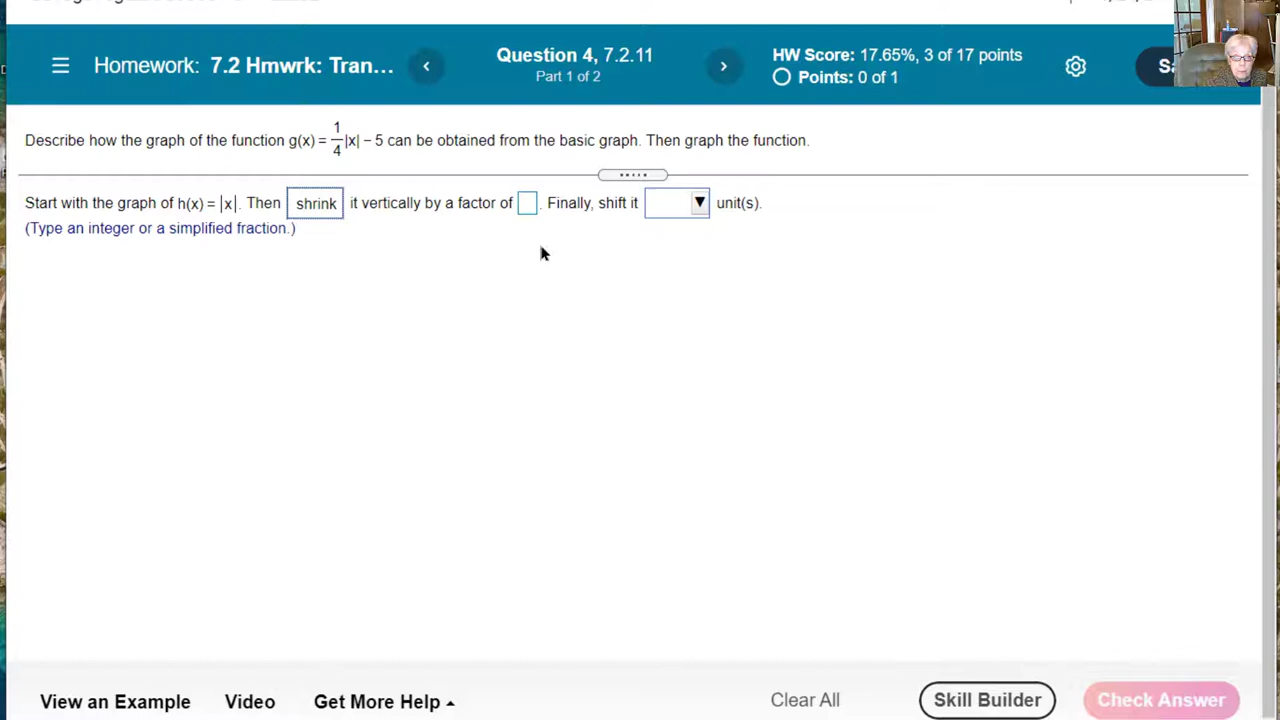 Homework: 7.2 Hmwrk: Tran...
Question 4, 7.2.11
Part 1 of 2
HW Score: 17.65%, 3 of 17 points
Points: 0 of 1
Sa
Describe how the graph of the function g(x) = 1/4|x| − 5 can be obtained from the basic graph. Then graph the function.
Start with the graph of h(x) = |x|. Then shrink it vertically by a factor of . Finally, shift it ▼ unit(s).
(Type an integer or a simplified fraction.)
View an Example Video Get More Help Clear All Skill Builder Check Answer